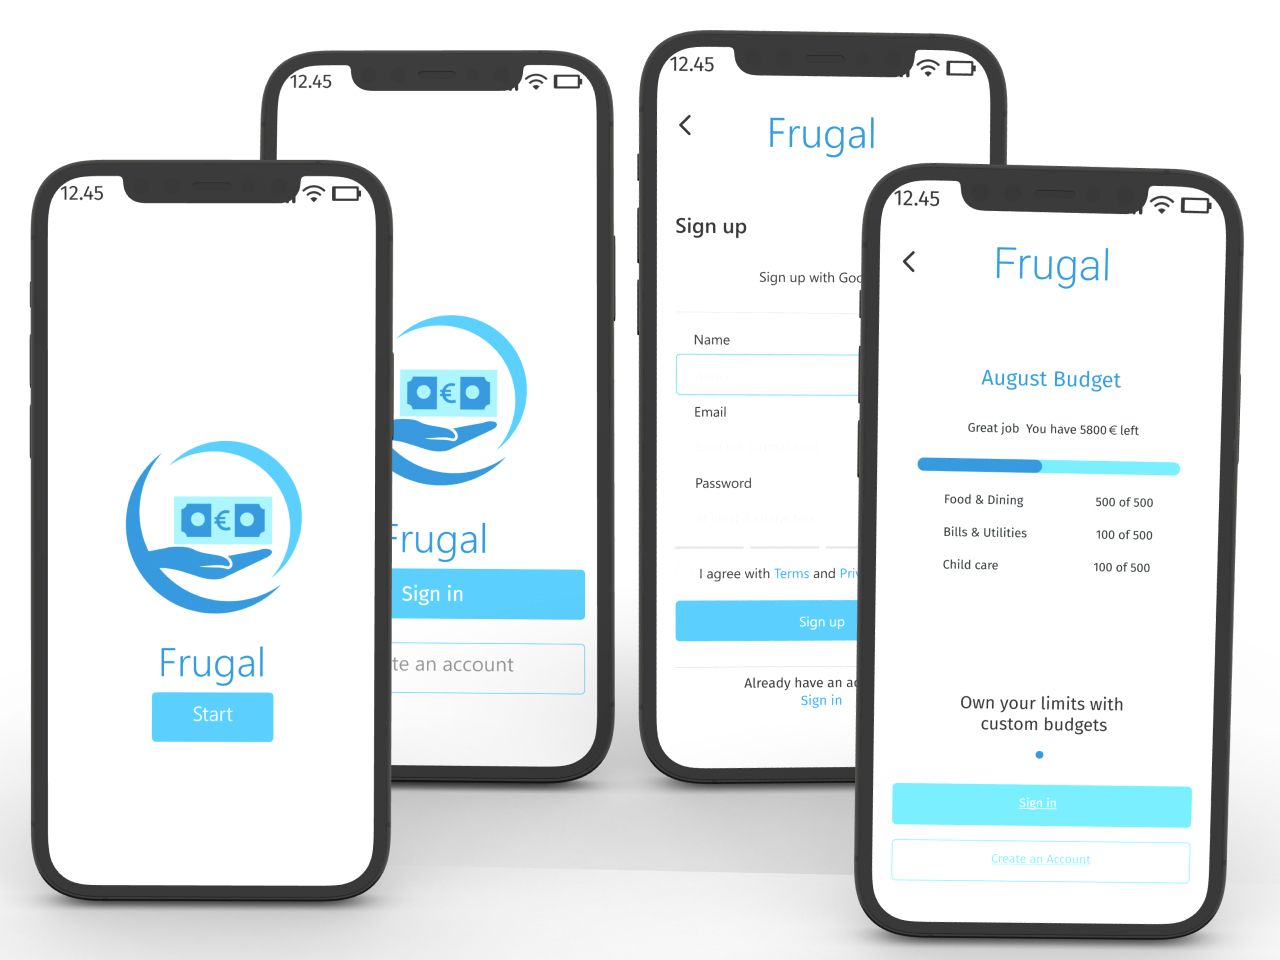 12.45
€
Frugal
Start
12.45
€
Frugal
Sign in
te an account
12.45
Frugal
Sign up
Sign up with Goo
Name
Email
Password
I agree with Terms and Priv
Sign up
Already have an ac
Sign in
12.45
Frugal
August Budget
Great job You have 5800 € left
Food & Dining 500 of 500
Bills & Utilities 100 of 500
Child care 100 of 500
Own your limits with
custom budgets
Sign in
Create an Account